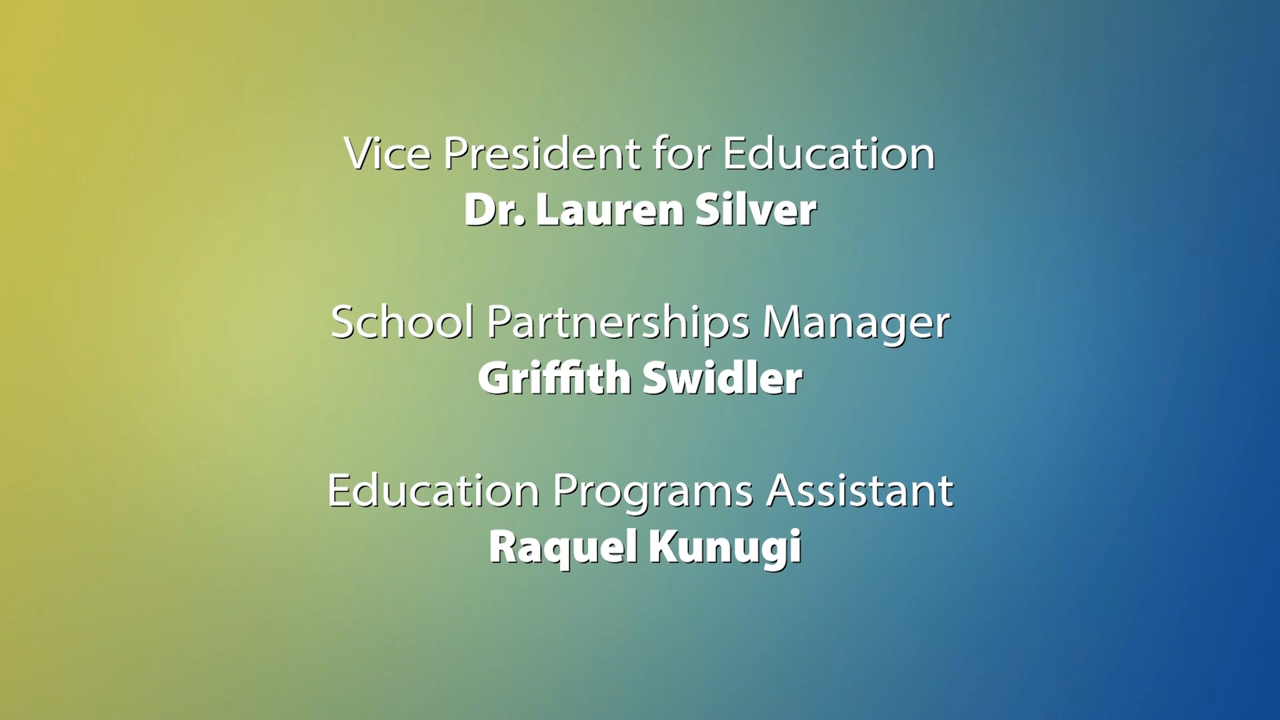 Vice President for Education
Dr. Lauren Silver
School Partnerships Manager
Griffith Swidler
Education Programs Assistant
Raquel Kunugi